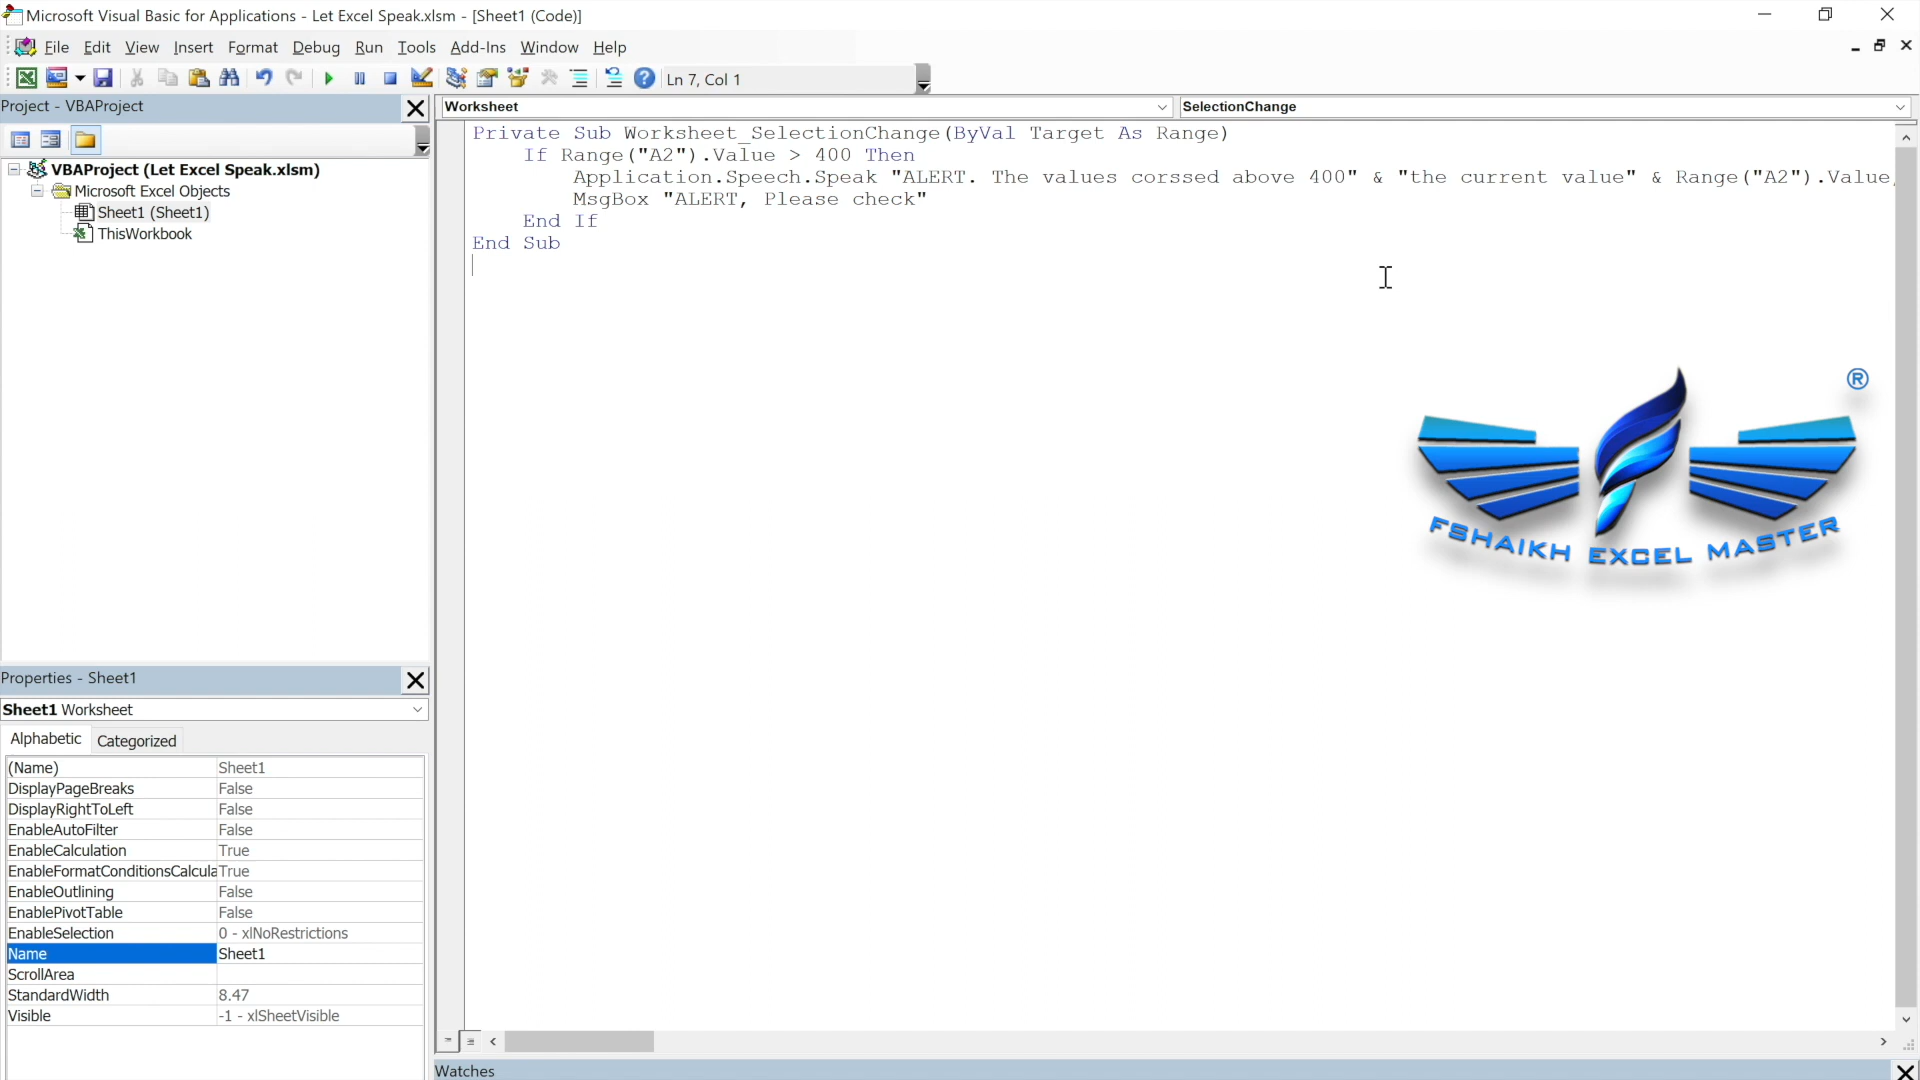 Microsoft Visual Basic for Applications - Let Excel Speak.xlsm - [Sheet1 (Code)]
File Edit View Insert Format Debug Run Tools Add-Ins Window Help
Ln 7, Col 1
Project - VBAProject
VBAProject (Let Excel Speak.xlsm)
Microsoft Excel Objects
Sheet1 (Sheet1)
ThisWorkbook
Worksheet SelectionChange
Private Sub Worksheet_SelectionChange(ByVal Target As Range)
If Range("A2").Value > 400 Then
Application.Speech.Speak "ALERT. The values corssed above 400" & "the current value" & Range("A2").Value,
MsgBox "ALERT, Please check"
End If
End Sub
®
FSHAIKH EXCEL MASTER
Properties - Sheet1
Sheet1 Worksheet
Alphabetic Categorized
(Name) Sheet1
DisplayPageBreaks False
DisplayRightToLeft False
EnableAutoFilter False
EnableCalculation True
EnableFormatConditionsCalcula True
EnableOutlining False
EnablePivotTable False
EnableSelection 0 - xlNoRestrictions
Name Sheet1
ScrollArea
StandardWidth 8.47
Visible -1 - xlSheetVisible
Watches